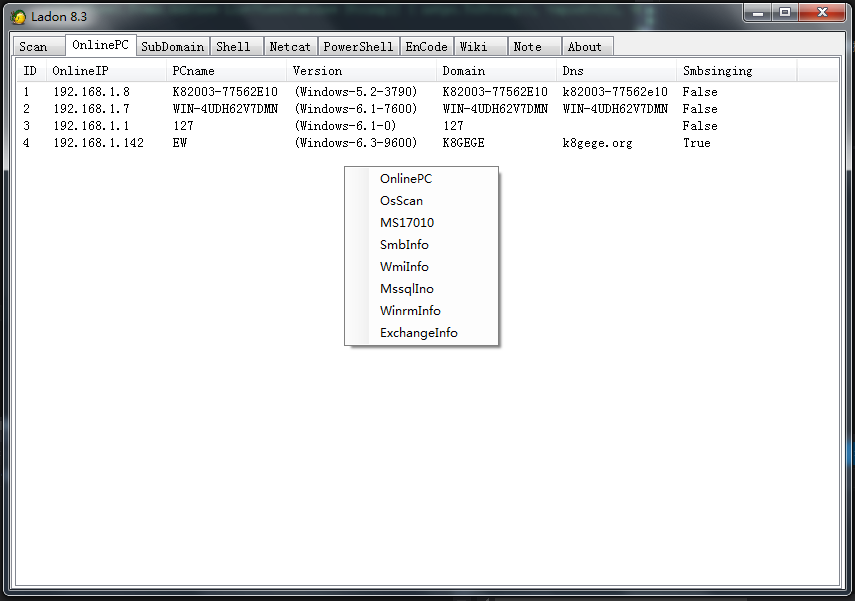 Ladon 8.3
Scan OnlinePC SubDomain Shell Netcat PowerShell EnCode Wiki Note About
ID OnlineIP PCname Version Domain Dns Smbsinging
1 192.168.1.8 K82003-77562E10 (Windows-5.2-3790) K82003-77562E10 k82003-77562e10 False
2 192.168.1.7 WIN-4UDH62V7DMN (Windows-6.1-7600) WIN-4UDH62V7DMN WIN-4UDH62V7DMN False
3 192.168.1.1 127 (Windows-6.1-0) 127 False
4 192.168.1.142 EW (Windows-6.3-9600) K8GEGE k8gege.org True
OnlinePC
OsScan
MS17010
SmbInfo
WmiInfo
MssqlIno
WinrmInfo
ExchangeInfo